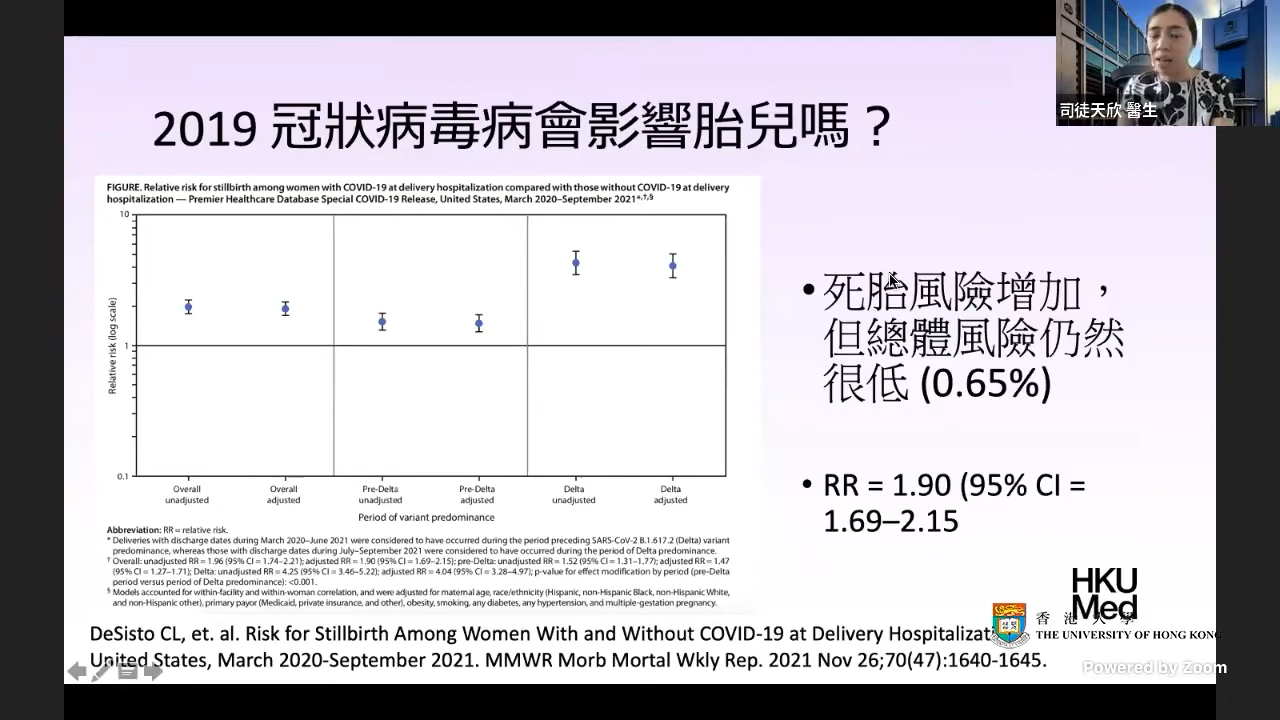 司徒天欣 醫生
2019 冠狀病毒病會影響胎兒嗎？
FIGURE. Relative risk for stillbirth among women with COVID-19 at delivery hospitalization compared with those without COVID-19 at delivery
hospitalization — Premier Healthcare Database Special COVID-19 Release, United States, March 2020–September 2021*,†,§
10
1
0.1
Relative risk (log scale)
Overall unadjusted
Overall adjusted
Pre-Delta unadjusted
Pre-Delta adjusted
Delta unadjusted
Delta adjusted
Period of variant predominance
Abbreviation: RR = relative risk.
* Deliveries with discharge dates during March 2020–June 2021 were considered to have occurred during the period preceding SARS-CoV-2 B.1.617.2 (Delta) variant
predominance, whereas those with discharge dates during July–September 2021 were considered to have occurred during the period of Delta predominance.
† Overall: unadjusted RR = 1.96 (95% CI = 1.74–2.21); adjusted RR = 1.90 (95% CI = 1.69–2.15); pre-Delta: unadjusted RR = 1.52 (95% CI = 1.31–1.77); adjusted RR = 1.47
(95% CI = 1.27–1.71); Delta: unadjusted RR = 4.25 (95% CI = 3.46–5.22); adjusted RR = 4.04 (95% CI = 3.28–4.97); p-value for effect modification by period (pre-Delta
period versus period of Delta predominance): <0.001.
§ Models accounted for within-facility and within-woman correlation, and were adjusted for maternal age, race/ethnicity (Hispanic, non-Hispanic Black, non-Hispanic White,
and non-Hispanic other), primary payor (Medicaid, private insurance, and other), obesity, smoking, any diabetes, any hypertension, and multiple-gestation pregnancy.
•死胎風險增加，
但總體風險仍然
很低 (0.65%)
• RR = 1.90 (95% CI =
1.69–2.15
DeSisto CL, et. al. Risk for Stillbirth Among Women With and Without COVID-19 at Delivery Hospitalizat
United States, March 2020-September 2021. MMWR Morb Mortal Wkly Rep. 2021 Nov 26;70(47):1640-1645.
HKU
Med
香 港 大 學
THE UNIVERSITY OF HONG KONG
Powered by Zoom